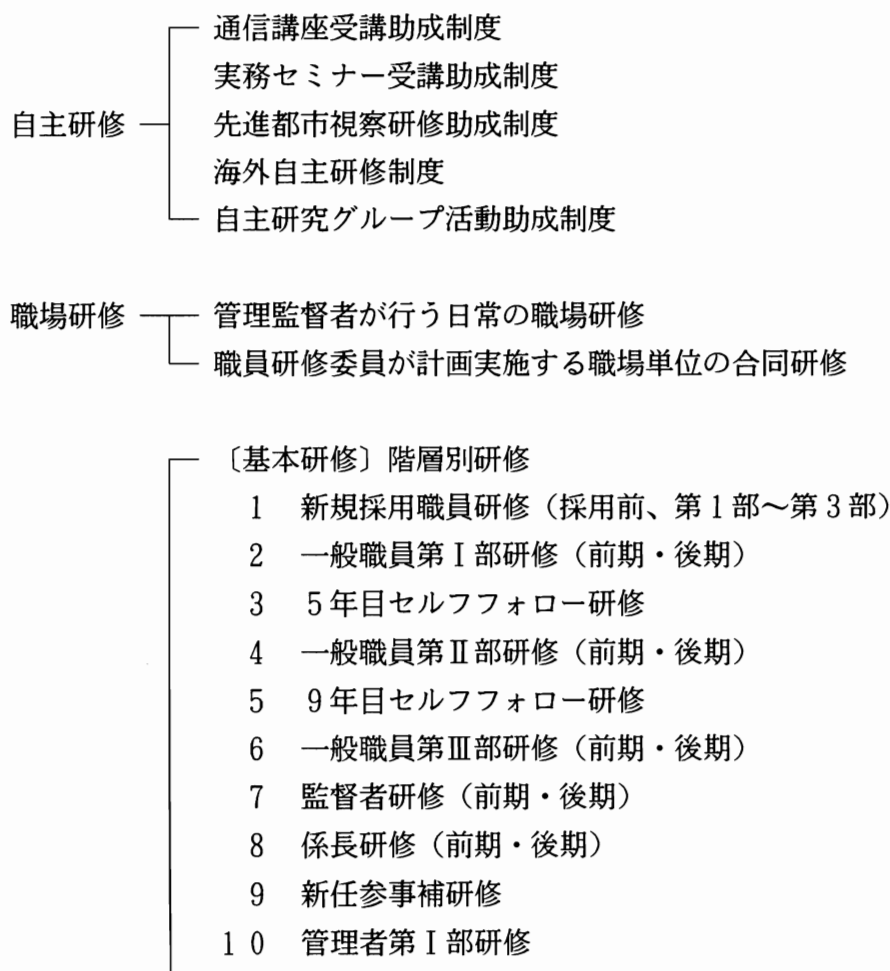 通信講座受講助成制度
実務セミナー受講助成制度
自主研修 先進都市視察研修助成制度
海外自主研修制度
自主研究グループ活動助成制度
職場研修 管理監督者が行う日常の職場研修
職員研修委員が計画実施する職場単位の合同研修
〔基本研修〕階層別研修
1 新規採用職員研修（採用前、第1部～第3部）
2 一般職員第Ⅰ部研修（前期・後期）
3 5年目セルフフォロー研修
4 一般職員第Ⅱ部研修（前期・後期）
5 9年目セルフフォロー研修
6 一般職員第Ⅲ部研修（前期・後期）
7 監督者研修（前期・後期）
8 係長研修（前期・後期）
9 新任参事補研修
10 管理者第Ⅰ部研修